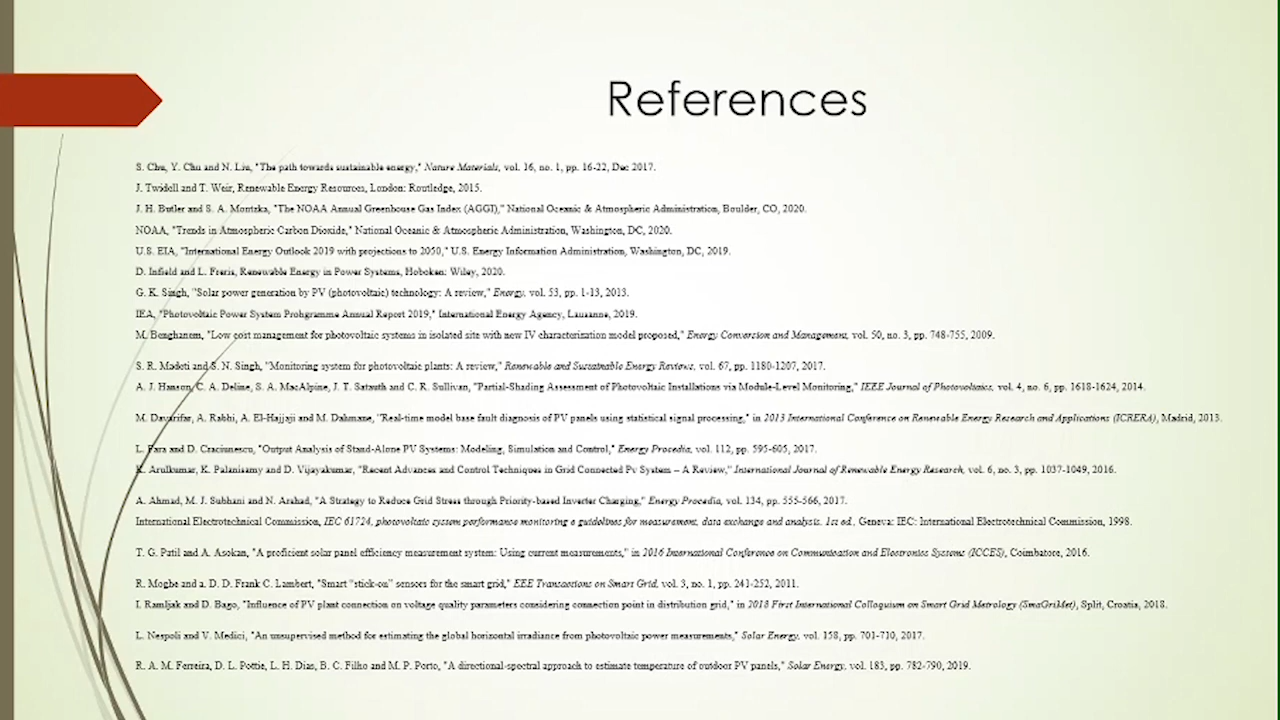 References
S. Chu, Y. Chu and N. Liu, "The path towards sustainable energy," Nature Materials, vol. 16, no. 1, pp. 16-22, Dec 2017.
J. Twidell and T. Weir, Renewable Energy Resources, London: Routledge, 2015.
J. H. Butler and S. A. Montzka, "The NOAA Annual Greenhouse Gas Index (AGGI)," National Oceanic & Atmospheric Administration, Boulder, CO, 2020.
NOAA, "Trends in Atmospheric Carbon Dioxide," National Oceanic & Atmospheric Administration, Washington, DC, 2020.
U.S. EIA, "International Energy Outlook 2019 with projections to 2050," U.S. Energy Information Administration, Washington, DC, 2019.
D. Infield and L. Freris, Renewable Energy in Power Systems, Hoboken: Wiley, 2020.
G. K. Singh, "Solar power generation by PV (photovoltaic) technology: A review," Energy, vol. 53, pp. 1-13, 2013.
IEA, "Photovoltaic Power System Prohgramme Annual Report 2019," International Energy Agency, Lausanne, 2019.
M. Benghanem, "Low cost management for photovoltaic systems in isolated site with new IV characterization model proposed," Energy Conversion and Management, vol. 50, no. 3, pp. 748-755, 2009.
S. R. Madeti and S. N. Singh, "Monitoring system for photovoltaic plants: A review," Renewable and Sustainable Energy Reviews, vol. 67, pp. 1180-1207, 2017.
A. J. Hanson, C. A. Deline, S. A. MacAlpine, J. T. Stauth and C. R. Sullivan, "Partial-Shading Assessment of Photovoltaic Installations via Module-Level Monitoring," IEEE Journal of Photovoltaics, vol. 4, no. 6, pp. 1618-1624, 2014.
M. Davarifar, A. Rabhi, A. El-Hajjaji and M. Dahmane, "Real-time model base fault diagnosis of PV panels using statistical signal processing," in 2013 International Conference on Renewable Energy Research and Applications (ICRERA), Madrid, 2013.
L. Fara and D. Craciunescu, "Output Analysis of Stand-Alone PV Systems: Modeling, Simulation and Control," Energy Procedia, vol. 112, pp. 595-605, 2017.
K. Arulkumar, K. Palanisamy and D. Vijayakumar, "Recent Advances and Control Techniques in Grid Connected Pv System – A Review," International Journal of Renewable Energy Research, vol. 6, no. 3, pp. 1037-1049, 2016.
A. Ahmad, M. J. Subhani and N. Arshad, "A Strategy to Reduce Grid Stress through Priority-based Inverter Charging," Energy Procedia, vol. 134, pp. 555-566, 2017.
International Electrotechnical Commission, IEC 61724, photovoltaic system performance monitoring e guidelines for measurement, data exchange and analysis. 1st ed., Geneva: IEC: International Electrotechnical Commission, 1998.
T. G. Patil and A. Asokan, "A proficient solar panel efficiency measurement system: Using current measurements," in 2016 International Conference on Communication and Electronics Systems (ICCES), Coimbatore, 2016.
R. Moghe and a. D. D. Frank C. Lambert, "Smart "stick-on" sensors for the smart grid," EEE Transactions on Smart Grid, vol. 3, no. 1, pp. 241-252, 2011.
I. Ramljak and D. Bago, "Influence of PV plant connection on voltage quality parameters considering connection point in distribution grid," in 2018 First International Colloquium on Smart Grid Metrology (SmaGriMet), Split, Croatia, 2018.
L. Nespoli and V. Medici, "An unsupervised method for estimating the global horizontal irradiance from photovoltaic power measurements," Solar Energy, vol. 158, pp. 701-710, 2017.
R. A. M. Ferreira, D. L. Pottie, L. H. Dias, B. C. Filho and M. P. Porto, "A directional-spectral approach to estimate temperature of outdoor PV panels," Solar Energy, vol. 183, pp. 782-790, 2019.